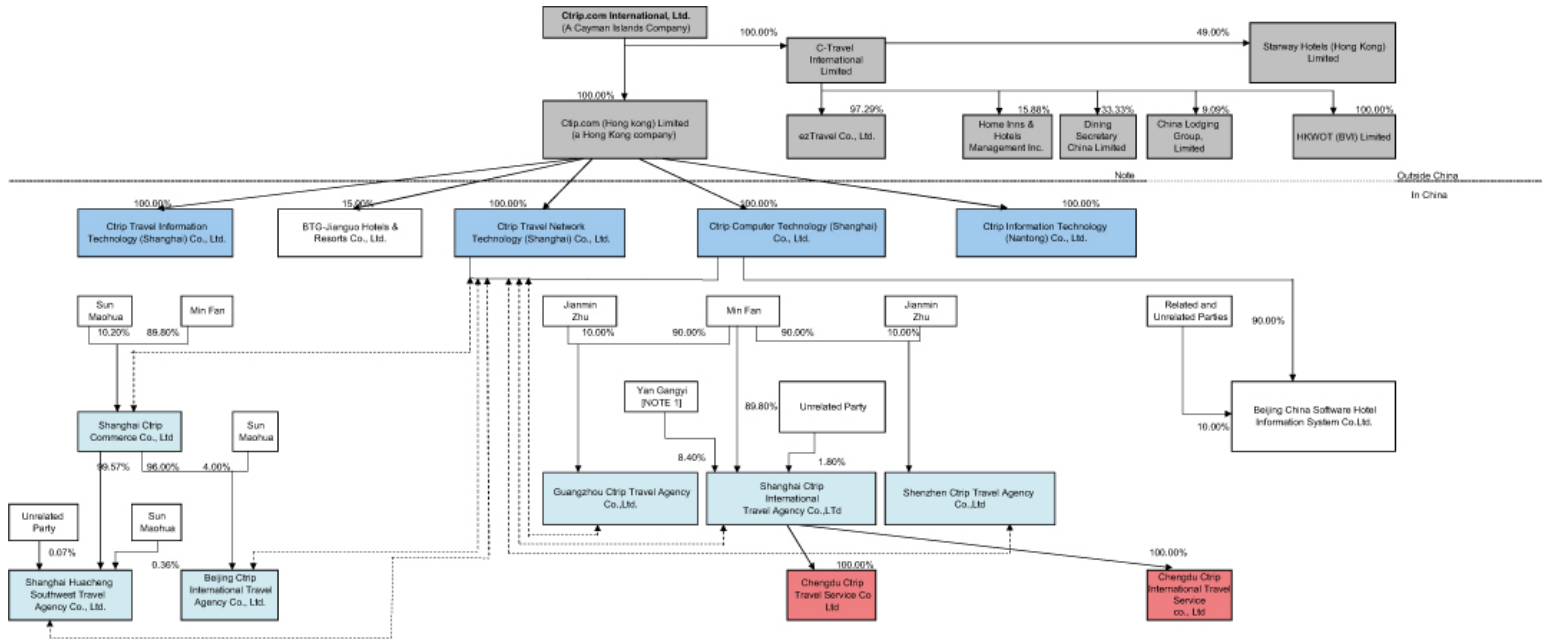 Ctrip.com International, Ltd.
(A Cayman Islands Company)
100.00%
49.00%
C-Travel
International
Limited
Starway Hotels (Hong Kong)
Limited
100.00%
97.29%
15.88%
33.33%
9.09%
100.00%
Ctip.com (Hong kong) Limited
(a Hong Kong company)
ezTravel Co., Ltd.
Home Inns &
Hotels
Management Inc.
Dining
Secretary
China Limited
China Lodging
Group,
Limited
HKWOT (BVI) Limited
Note
Outside China
In China
100.00%
15.00%
100.00%
100.00%
100.00%
Ctrip Travel Information
Technology (Shanghai) Co., Ltd.
BTG-Jianguo Hotels &
Resorts Co., Ltd.
Ctrip Travel Network
Technology (Shanghai) Co., Ltd.
Ctrip Computer Technology (Shanghai)
Co., Ltd.
Ctrip Information Technology
(Nantong) Co., Ltd.
Sun
Maohua
Min Fan
Jianmin
Zhu
Min Fan
Jianmin
Zhu
Related and
Unrelated Parties
10.20%
89.80%
10.00%
90.00%
90.00%
10.00%
90.00%
Yan Gangyi
[NOTE 1]
89.80%
Unrelated Party
Shanghai Ctrip
Commerce Co., Ltd
Sun
Maohua
Beijing China Software Hotel
Information System Co.Ltd.
10.00%
99.57%
96.00%
4.00%
8.40%
1.80%
Guangzhou Ctrip Travel Agency
Co.,Ltd.
Shanghai Ctrip
International
Travel Agency Co.,LTd
Shenzhen Ctrip Travel Agency
Co.,Ltd
Unrelated
Party
Sun
Maohua
0.07%
0.36%
100.00%
100.00%
Shanghai Huacheng
Southwest Travel
Agency Co., Ltd.
Beijing Ctrip
International Travel
Agency Co., Ltd.
Chengdu Ctrip
Travel Service Co
Ltd
Chengdu Ctrip
International Travel
Service
co., Ltd